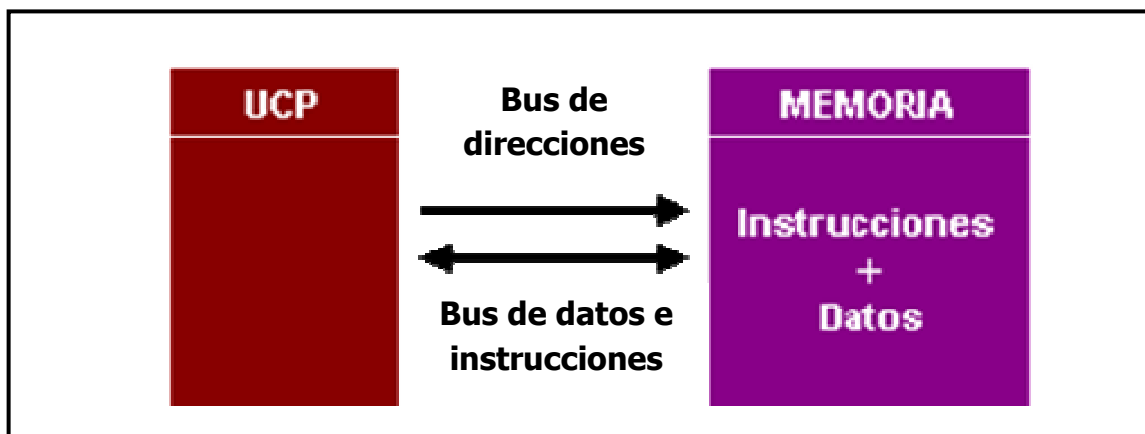 UCP
Bus de
direcciones
MEMORIA
Instrucciones
+
Datos
Bus de datos e
instrucciones